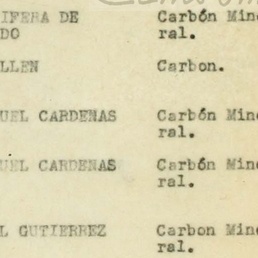 IFERA DE Carbón Mine
DO ral.
LLEN Carbon.
UEL CARDENAS Carbón Mine
ral.
UEL CARDENAS Carbón Mine
ral.
L GUTIERREZ Carbon Mine
ral.